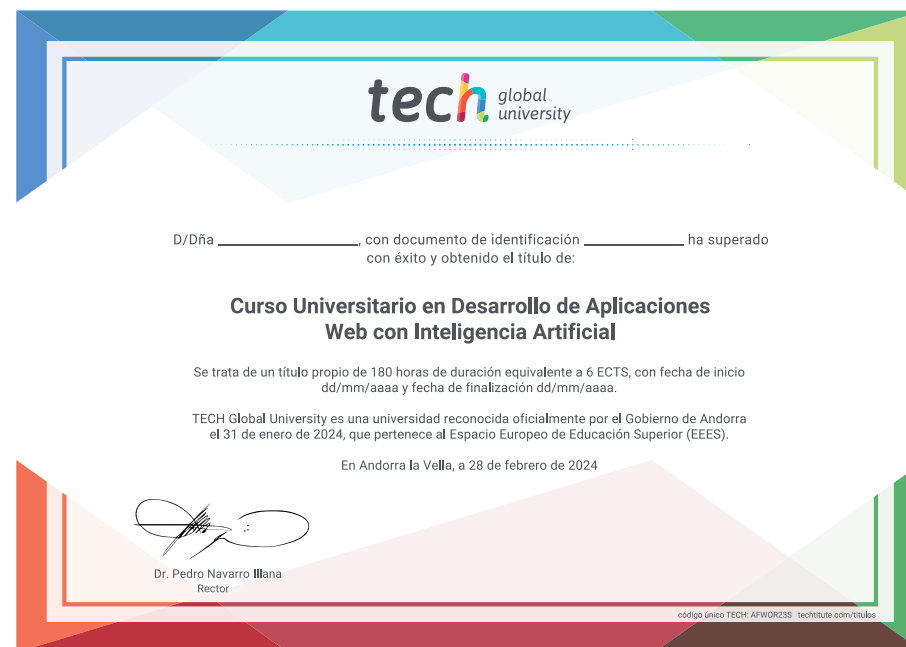 tech global university
D/Dña ____________________, con documento de identificación ______________ ha superado
con éxito y obtenido el título de:
Curso Universitario en Desarrollo de Aplicaciones
Web con Inteligencia Artificial
Se trata de un título propio de 180 horas de duración equivalente a 6 ECTS, con fecha de inicio
dd/mm/aaaa y fecha de finalización dd/mm/aaaa.
TECH Global University es una universidad reconocida oficialmente por el Gobierno de Andorra
el 31 de enero de 2024, que pertenece al Espacio Europeo de Educación Superior (EEES).
En Andorra la Vella, a 28 de febrero de 2024
Dr. Pedro Navarro Illana
Rector
código único TECH: AFWOR23S techtitute.com/titulos